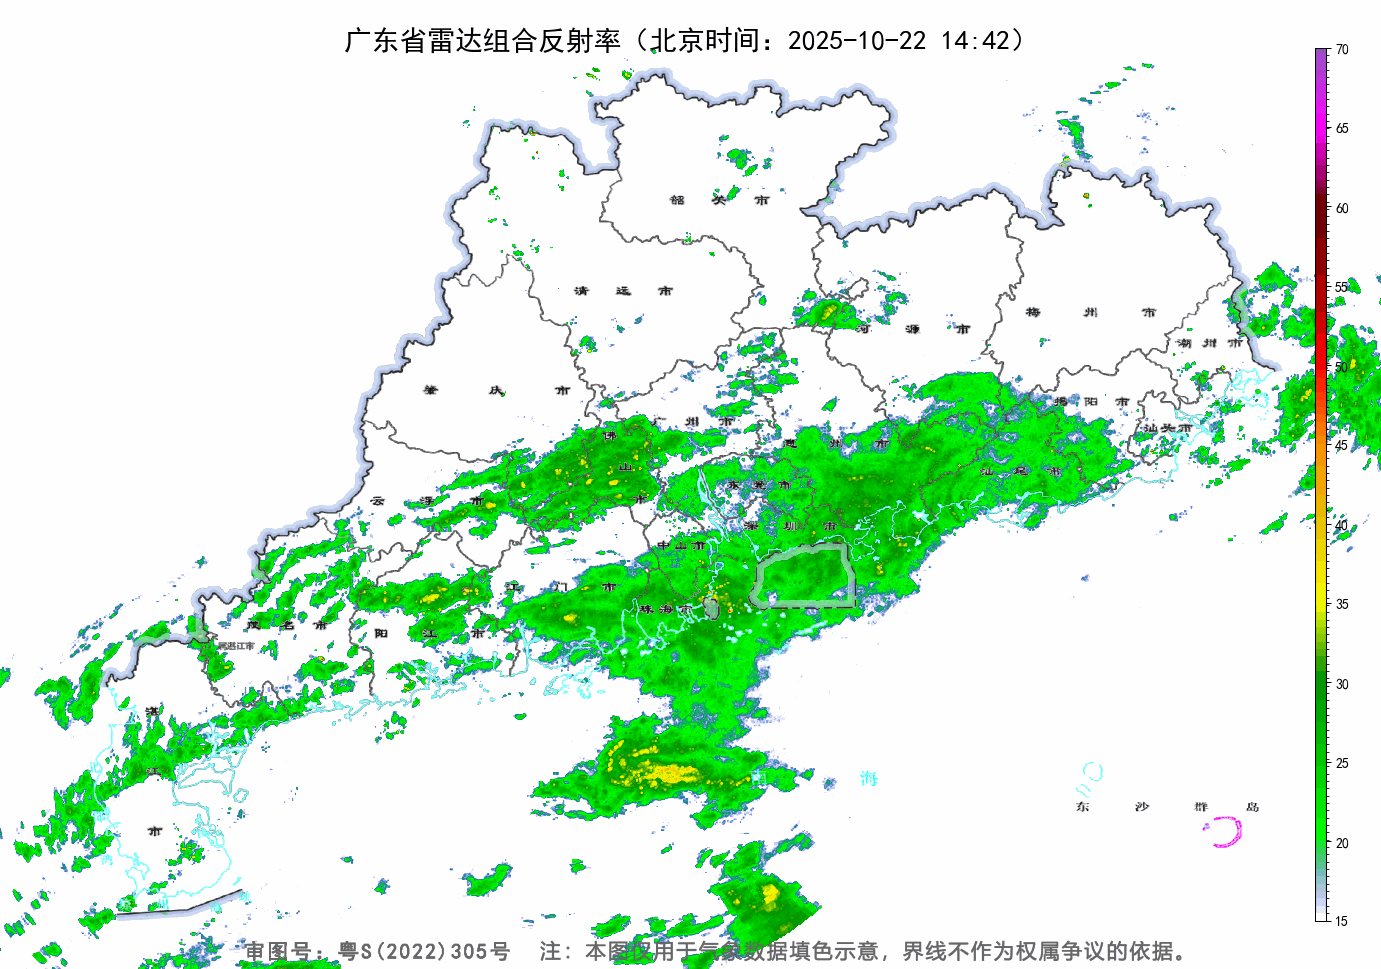 广东省雷达组合反射率（北京时间：2025-10-22 14:42）
70
65
60
55
50
45
40
35
30
25
20
15
韶 关 市
清 远 市
河 源 市
梅 州 市
潮 州 市
肇 庆 市
广 州 市
揭 阳 市
汕头市
佛 山 市
惠 州 市
汕 尾 市
云 浮 市
东 莞 市
深 圳 市
中山市
江 门 市
珠海市
茂 名 市
阳 江 市
属湛江市
湛 江 市
南 海
东 沙 群 岛
海
审图号：粤S(2022)305号 注：本图仅用于气象数据填色示意，界线不作为权属争议的依据。